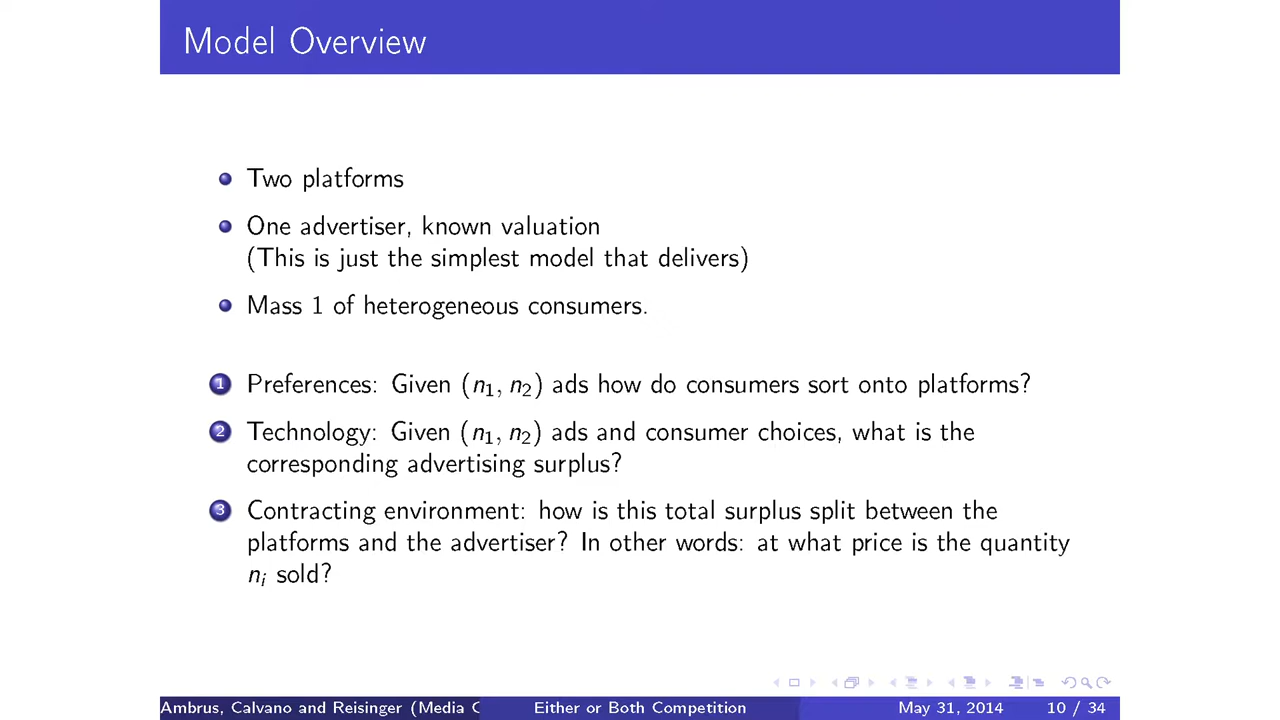 Model Overview
Two platforms
One advertiser, known valuation
(This is just the simplest model that delivers)
Mass 1 of heterogeneous consumers.
1 Preferences: Given (n₁, n₂) ads how do consumers sort onto platforms?
2 Technology: Given (n₁, n₂) ads and consumer choices, what is the
corresponding advertising surplus?
3 Contracting environment: how is this total surplus split between the
platforms and the advertiser? In other words: at what price is the quantity
nᵢ sold?
Ambrus, Calvano and Reisinger (Media C Either or Both Competition May 31, 2014 10 / 34